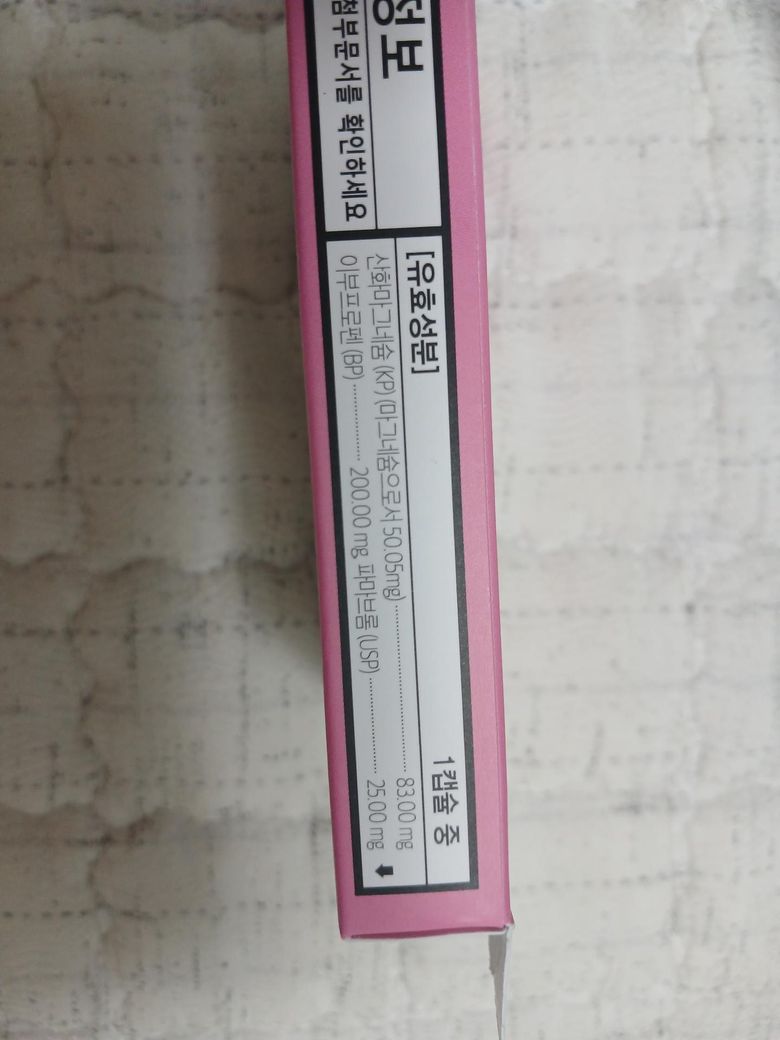 정보
첨부문서를 확인하세요
[유효성분] 1캡슐 중
산화마그네슘 (KP) (마그네슘으로서 50.05mg) 83.00 mg
이부프로펜 (BP) 200.00 mg 파마브롬 (USP) 25.00 mg